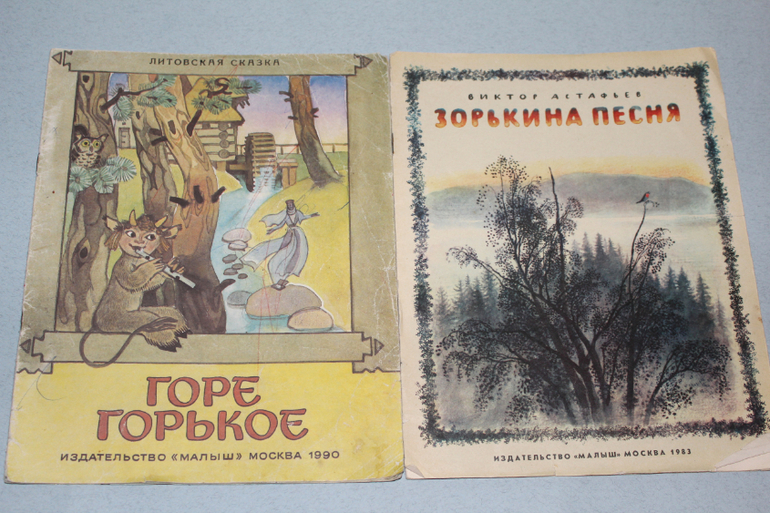 ЛИТОВСКАЯ СКАЗКА
ГОРЕ
ГОРЬКОЕ
ИЗДАТЕЛЬСТВО «МАЛЫШ» МОСКВА 1990
ВИКТОР АСТАФЬЕВ
ЗОРЬКИНА ПЕСНЯ
ИЗДАТЕЛЬСТВО «МАЛЫШ» МОСКВА 1983